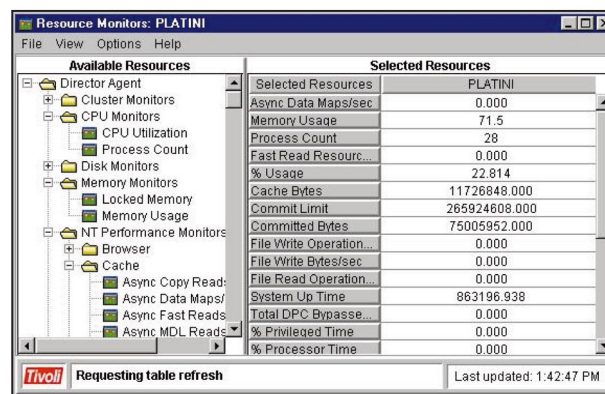 Resource Monitors: PLATINI
File View Options Help
Available Resources
Director Agent
Cluster Monitors
CPU Monitors
CPU Utilization
Process Count
Disk Monitors
Memory Monitors
Locked Memory
Memory Usage
NT Performance Monitors
Browser
Cache
Async Copy Reads
Async Data Maps/
Async Fast Reads
Async MDL Reads
Selected Resources
Selected Resources PLATINI
Async Data Maps/sec 0.000
Memory Usage 71.5
Process Count 28
Fast Read Resourc... 0.000
% Usage 22.814
Cache Bytes 11726848.000
Commit Limit 265924608.000
Committed Bytes 75005952.000
File Write Operation... 0.000
File Write Bytes/sec 0.000
File Read Operation... 0.000
System Up Time 863196.938
Total DPC Bypasse... 0.000
% Privileged Time 0.000
% Processor Time 0.000
Tivoli Requesting table refresh Last updated: 1:42:47 PM